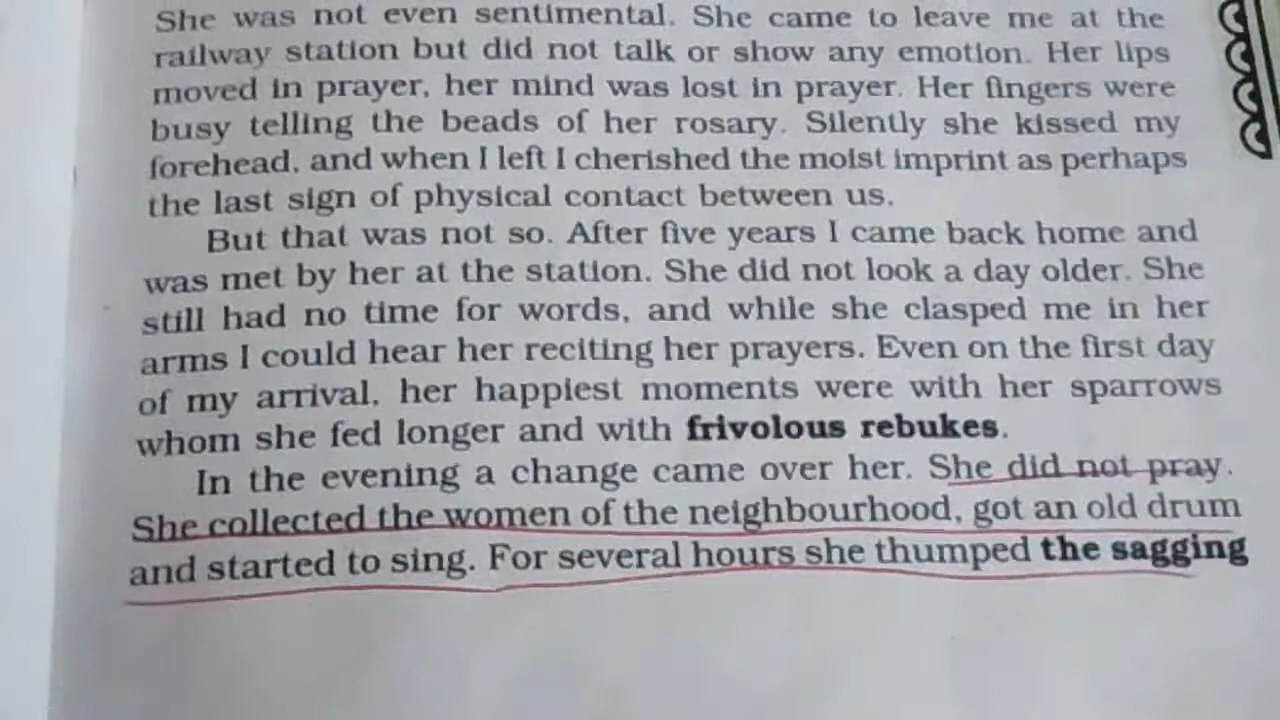 She was not even sentimental. She came to leave me at the
railway station but did not talk or show any emotion. Her lips
moved in prayer, her mind was lost in prayer. Her fingers were
busy telling the beads of her rosary. Silently she kissed my
forehead, and when I left I cherished the moist imprint as perhaps
the last sign of physical contact between us.
But that was not so. After five years I came back home and
was met by her at the station. She did not look a day older. She
still had no time for words, and while she clasped me in her
arms I could hear her reciting her prayers. Even on the first day
of my arrival, her happiest moments were with her sparrows
whom she fed longer and with frivolous rebukes.
In the evening a change came over her. She did not pray.
She collected the women of the neighbourhood, got an old drum
and started to sing. For several hours she thumped the sagging